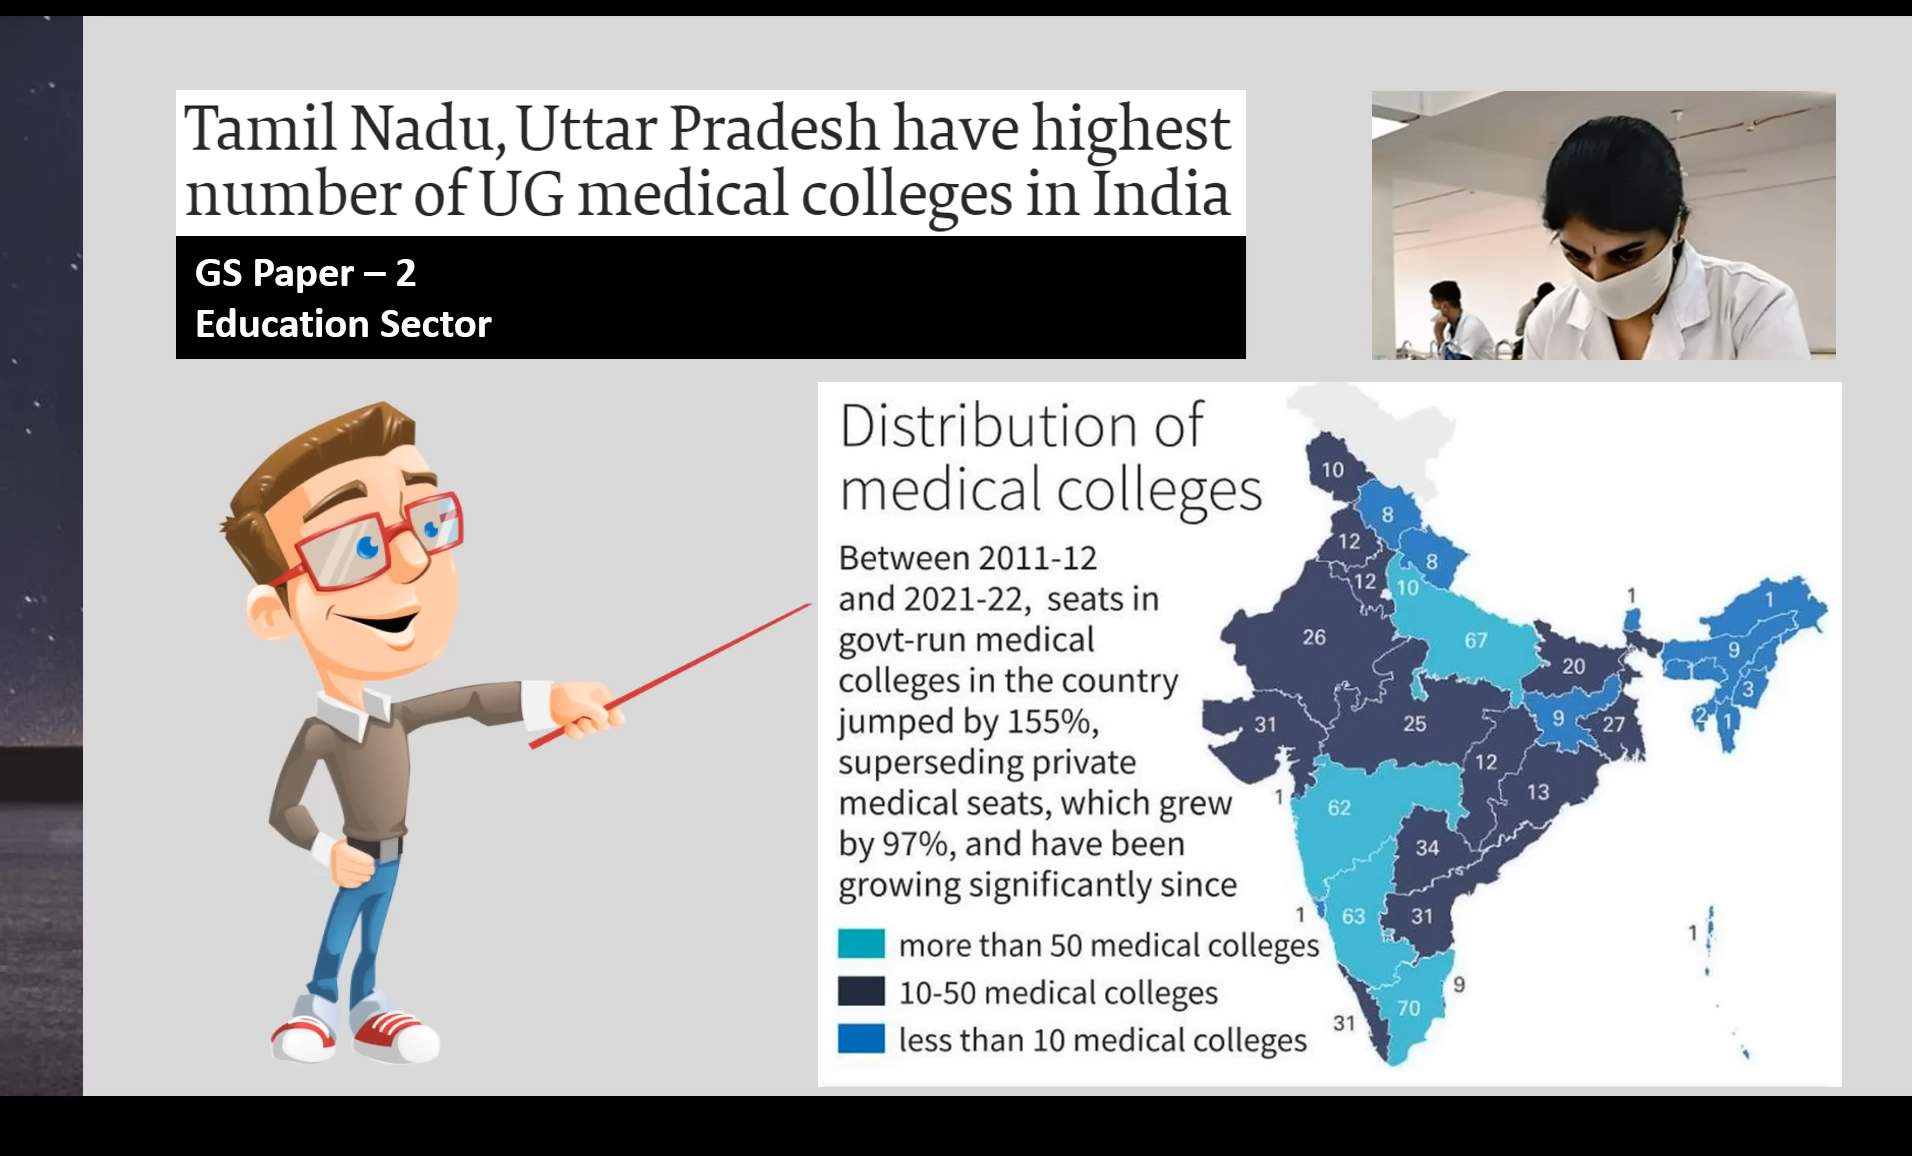 Tamil Nadu, Uttar Pradesh have highest
number of UG medical colleges in India
GS Paper – 2
Education Sector
Distribution of
medical colleges
Between 2011-12
and 2021-22, seats in
govt-run medical
colleges in the country
jumped by 155%,
superseding private
medical seats, which grew
by 97%, and have been
growing significantly since
more than 50 medical colleges
10-50 medical colleges
less than 10 medical colleges
10
8
12
8
12
10
1
1
26
67
9
1
20
3
31
25
9
27
2
1
12
1
62
13
34
1
63
31
1
9
70
31